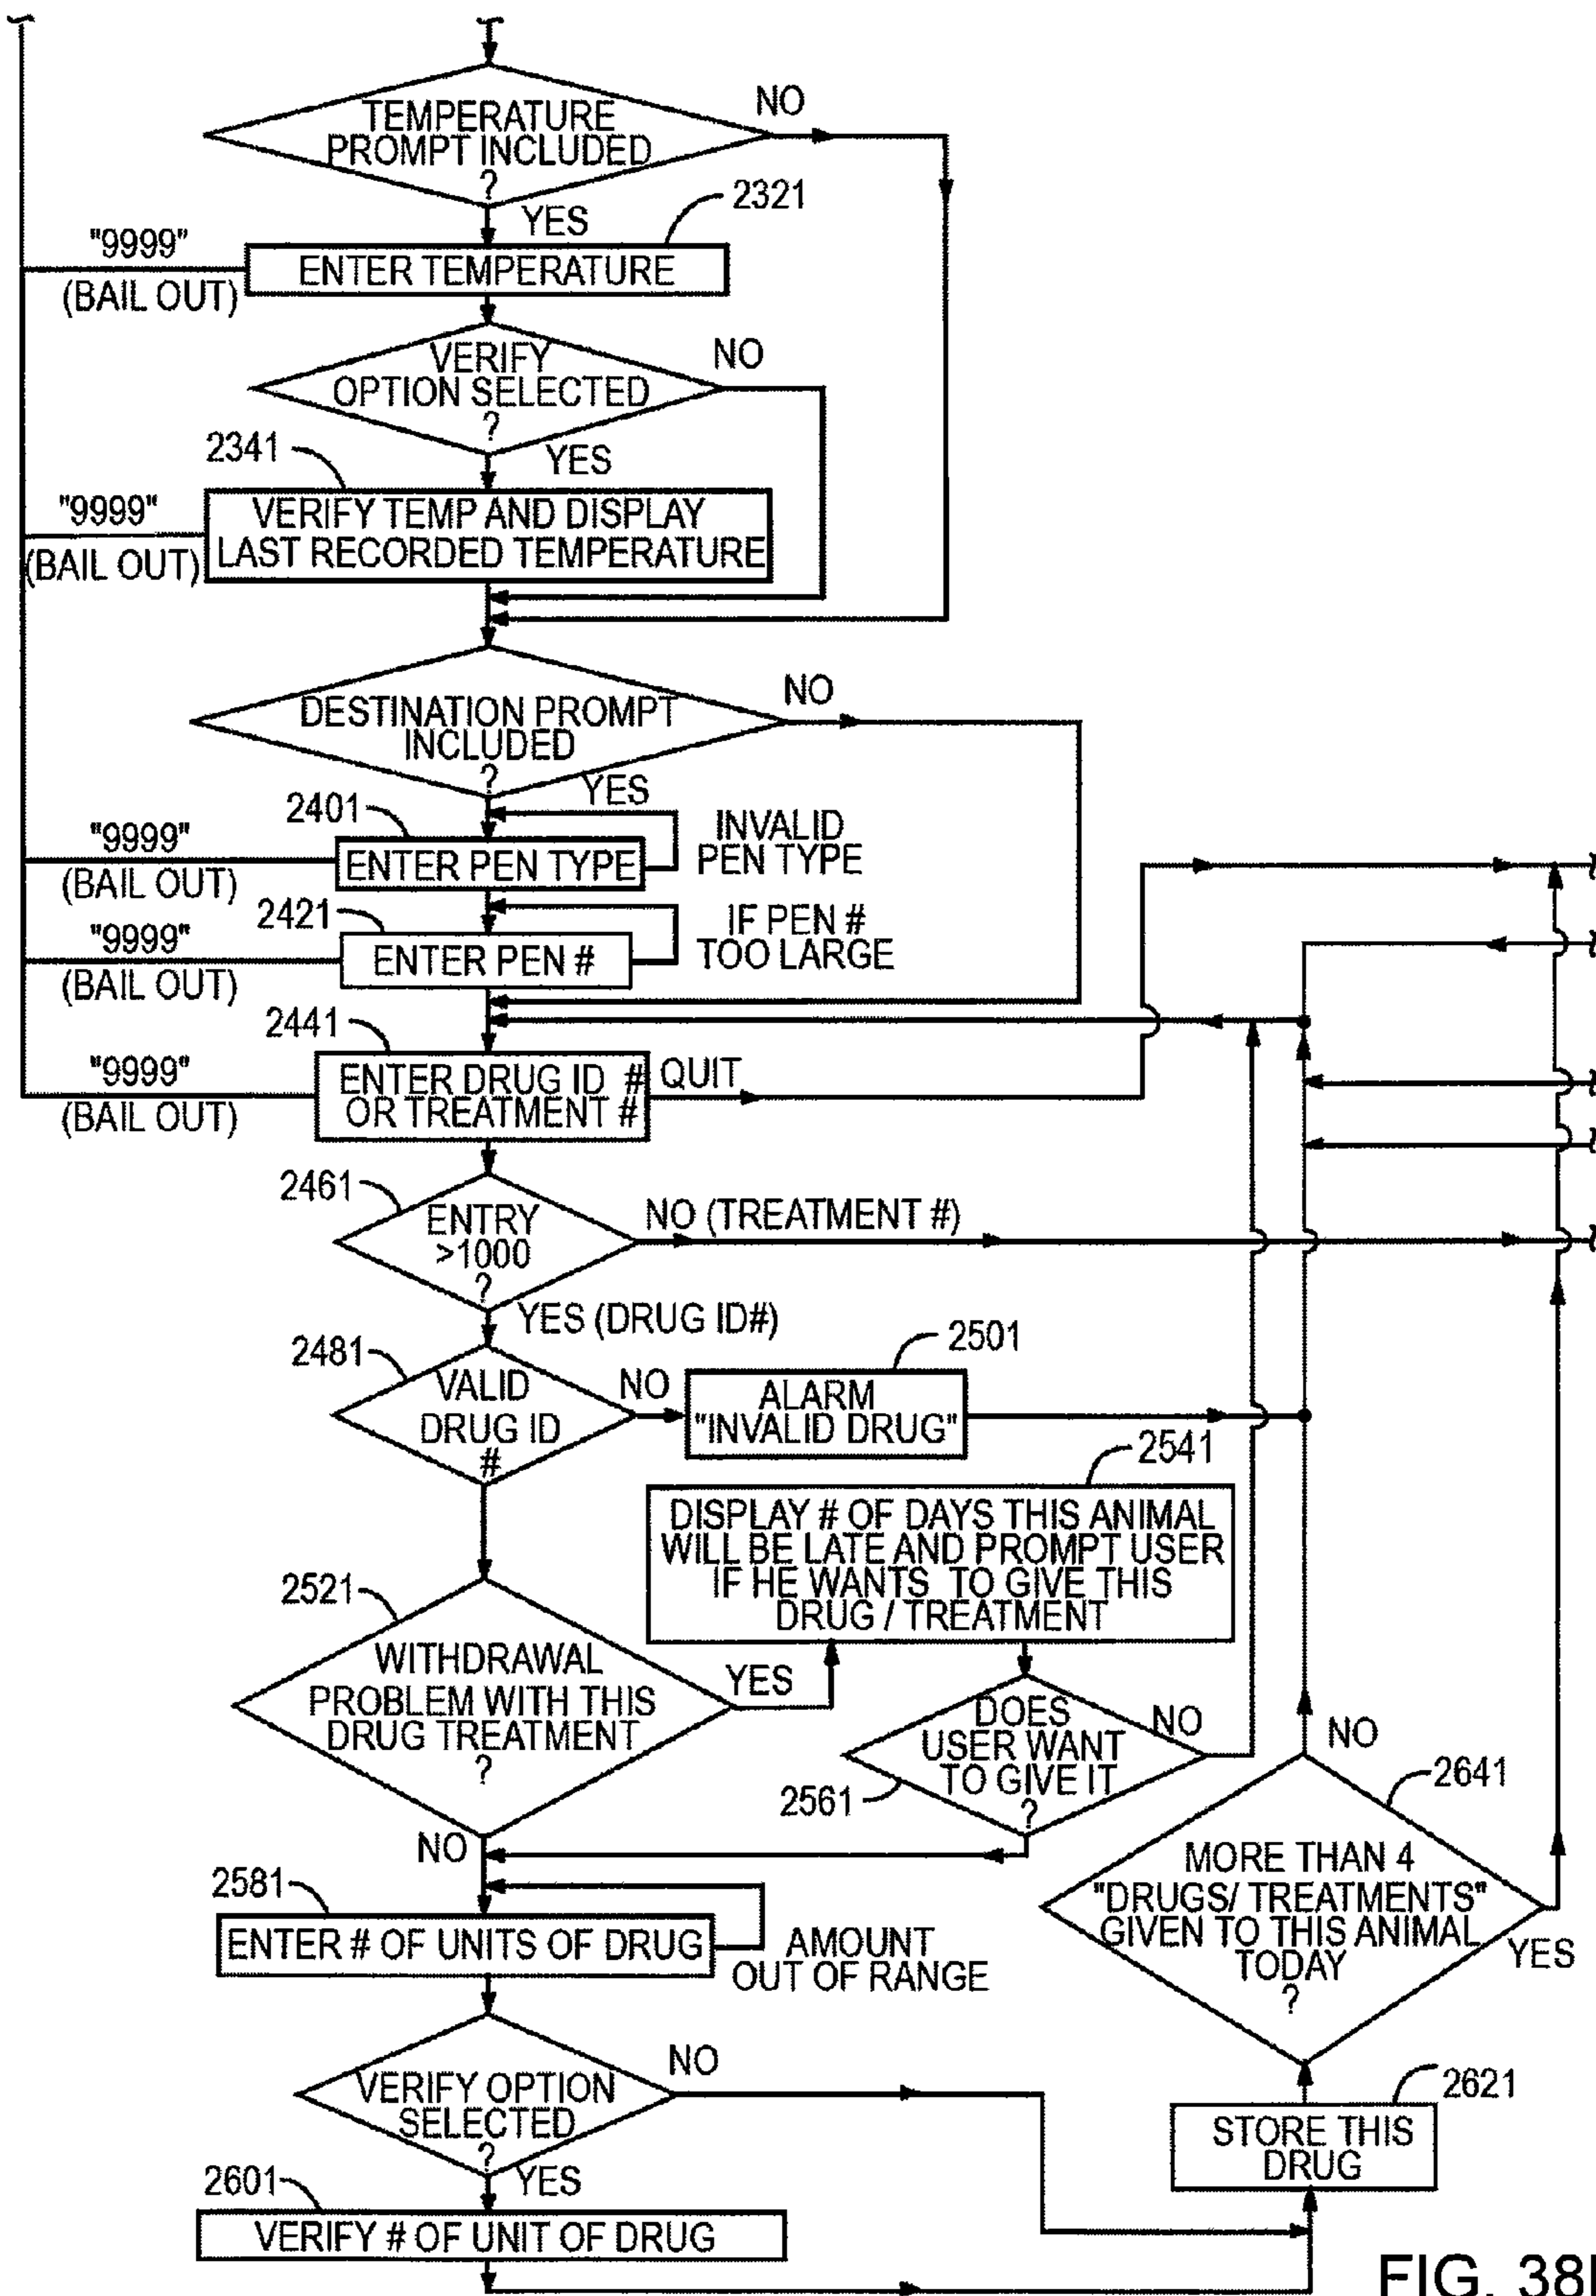 TEMPERATURE
PROMPT INCLUDED
?
NO
YES
2321
"9999"
(BAIL OUT)
ENTER TEMPERATURE
VERIFY
OPTION SELECTED
?
NO
YES
2341
"9999"
(BAIL OUT)
VERIFY TEMP AND DISPLAY
LAST RECORDED TEMPERATURE
DESTINATION PROMPT
INCLUDED
?
NO
YES
2401
"9999"
(BAIL OUT)
ENTER PEN TYPE
INVALID
PEN TYPE
2421
"9999"
(BAIL OUT)
ENTER PEN #
IF PEN #
TOO LARGE
2441
"9999"
(BAIL OUT)
ENTER DRUG ID #
OR TREATMENT #
QUIT
2461
ENTRY
>1000
?
NO (TREATMENT #)
YES (DRUG ID#)
2481
VALID
DRUG ID
#
NO
2501
ALARM
"INVALID DRUG"
2541
DISPLAY # OF DAYS THIS ANIMAL
WILL BE LATE AND PROMPT USER
IF HE WANTS TO GIVE THIS
DRUG / TREATMENT
2521
WITHDRAWAL
PROBLEM WITH THIS
DRUG TREATMENT
?
YES
NO
DOES
USER WANT
TO GIVE IT
?
NO
2561
NO
2641
MORE THAN 4
"DRUGS/ TREATMENTS"
GIVEN TO THIS ANIMAL
TODAY
?
YES
2581
ENTER # OF UNITS OF DRUG
AMOUNT
OUT OF RANGE
VERIFY OPTION
SELECTED
?
NO
YES
2621
STORE THIS
DRUG
2601
VERIFY # OF UNIT OF DRUG
FIG. 38